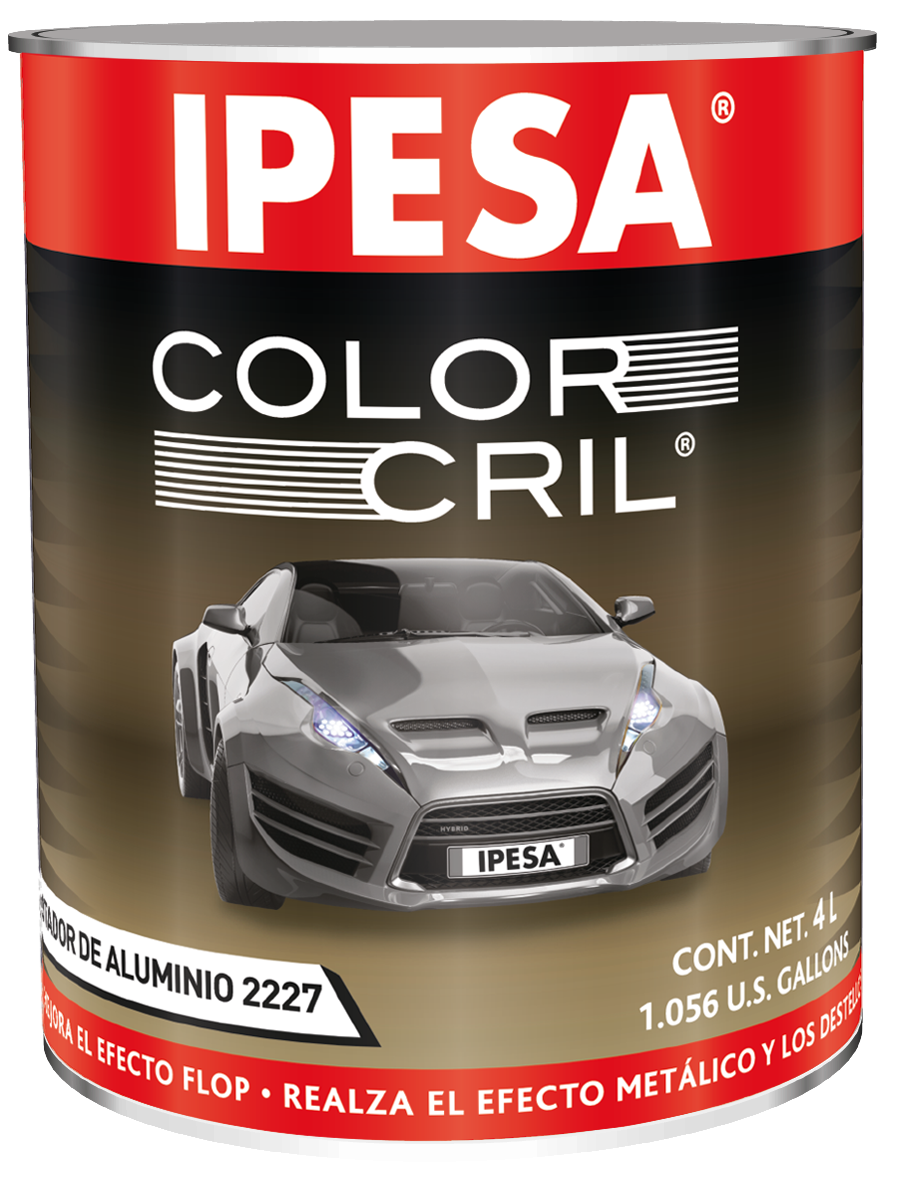 IPESA®
COLOR
CRIL®
HYBRID
IPESA®
DE ALUMINIO 2227
CONT. NET. 4 L
1.056 U.S. GALLONS
EL EFECTO FLOP • REALZA EL EFECTO METÁLICO Y LOS